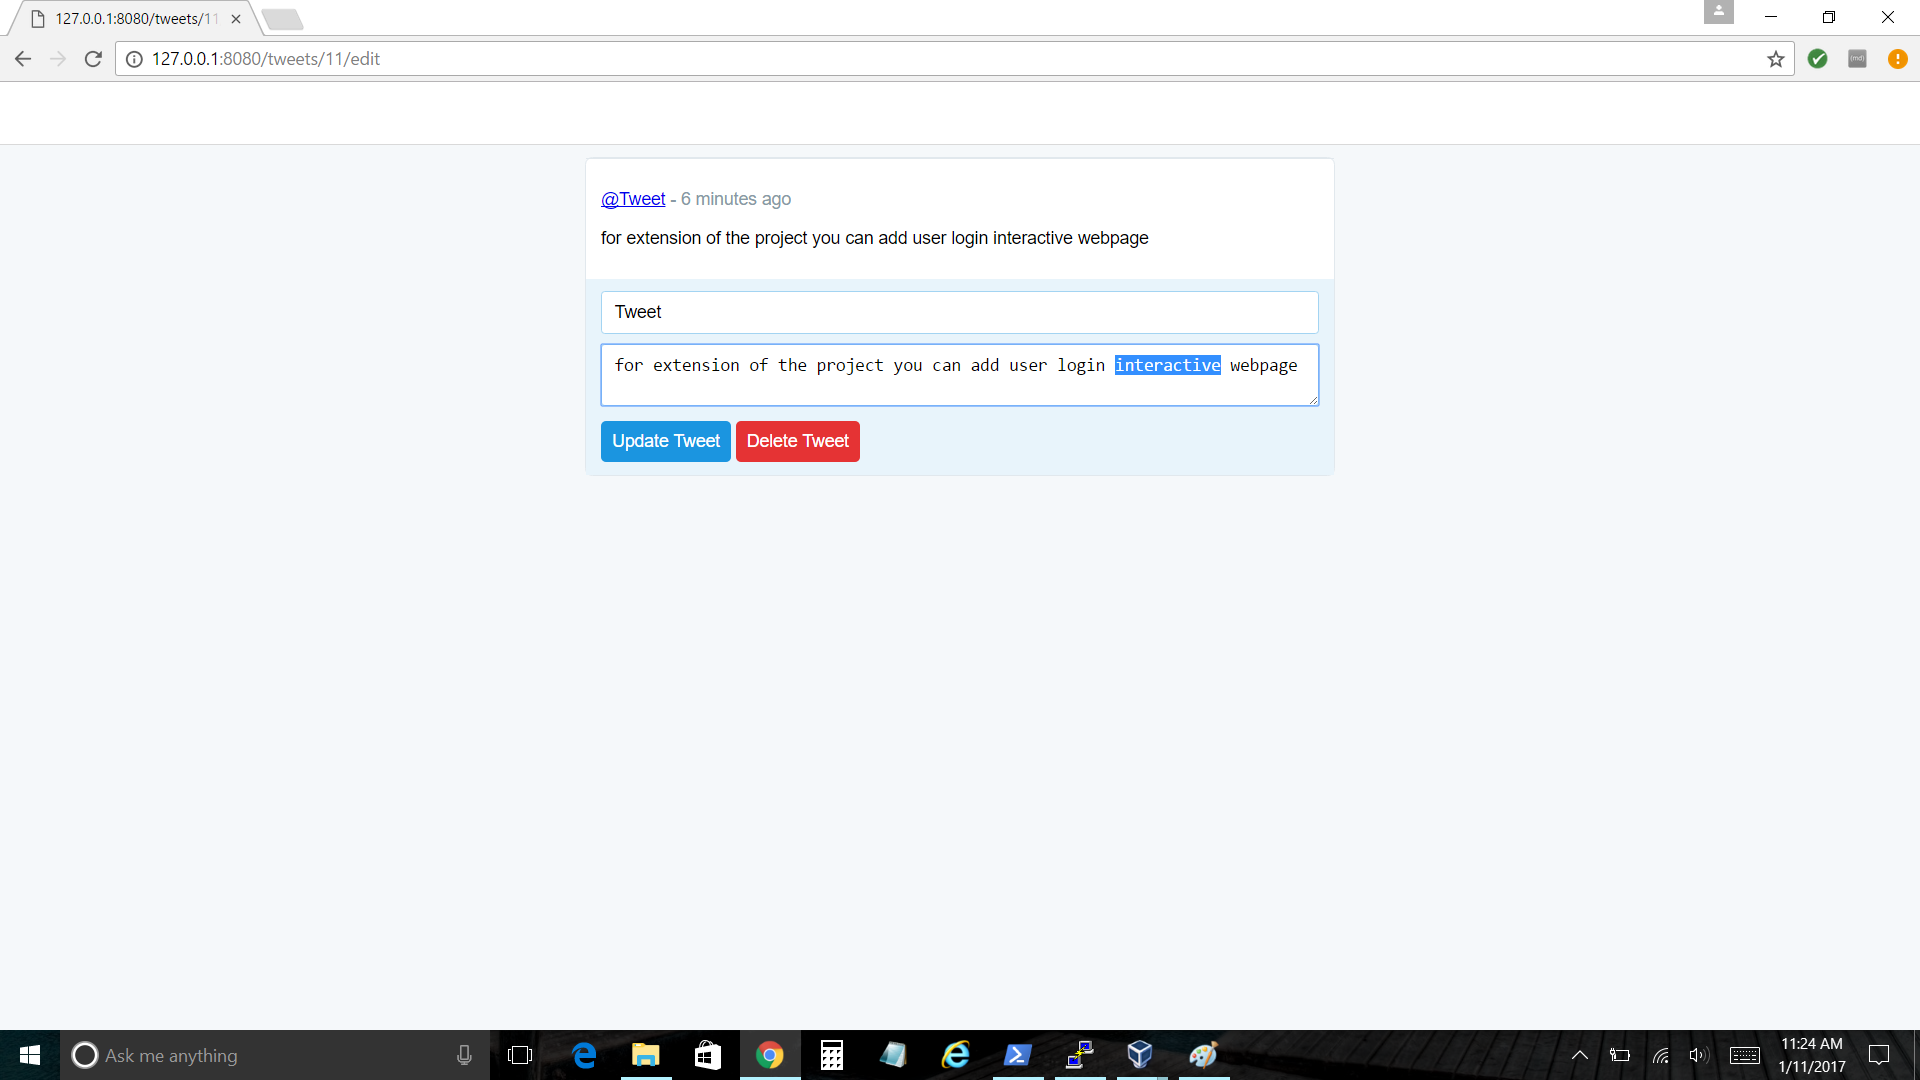 127.0.0.1:8080/tweets/11
127.0.0.1:8080/tweets/11/edit
@Tweet - 6 minutes ago
for extension of the project you can add user login interactive webpage
Tweet
for extension of the project you can add user login interactive webpage
Update Tweet Delete Tweet
Ask me anything
11:24 AM
1/11/2017